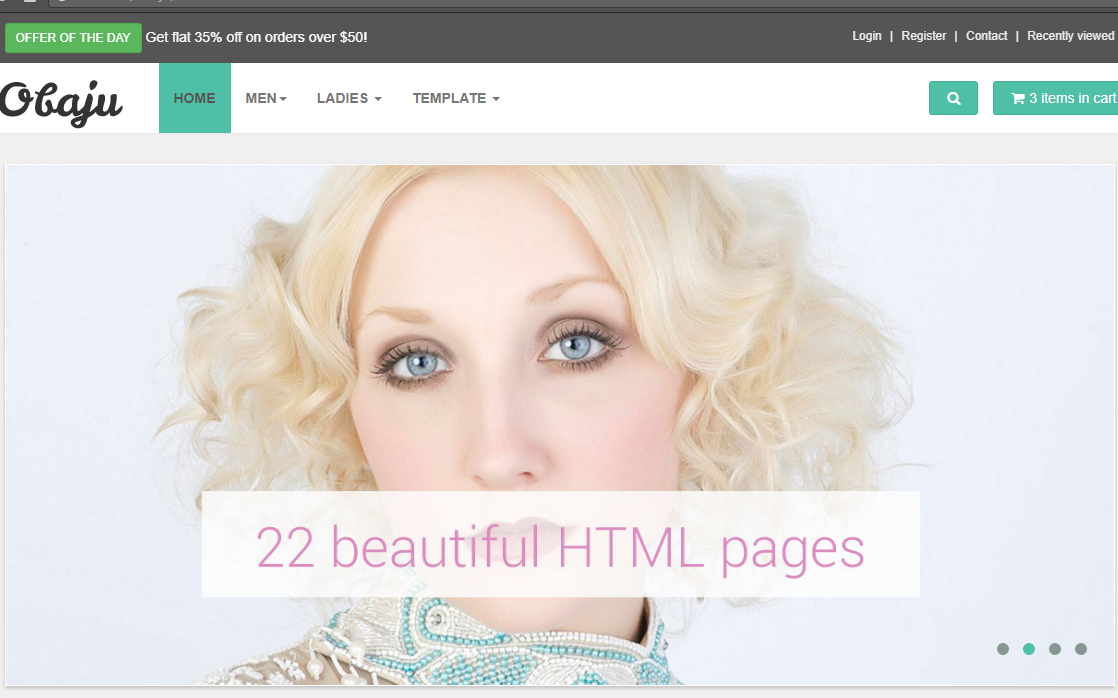 OFFER OF THE DAY Get flat 35% off on orders over $50! Login | Register | Contact | Recently viewed
Obaju HOME MEN LADIES TEMPLATE 3 items in cart
22 beautiful HTML pages